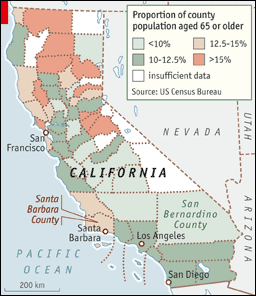 Proportion of county
population aged 65 or older
<10%
12.5-15%
10-12.5%
>15%
insufficient data
Source: US Census Bureau
NEVADA
UTAH
San
Francisco
CALIFORNIA
Santa
Barbara
County
San
Bernardino
County
ARIZONA
Santa
Barbara
Los Angeles
PACIFIC
OCEAN
San Diego
200 km